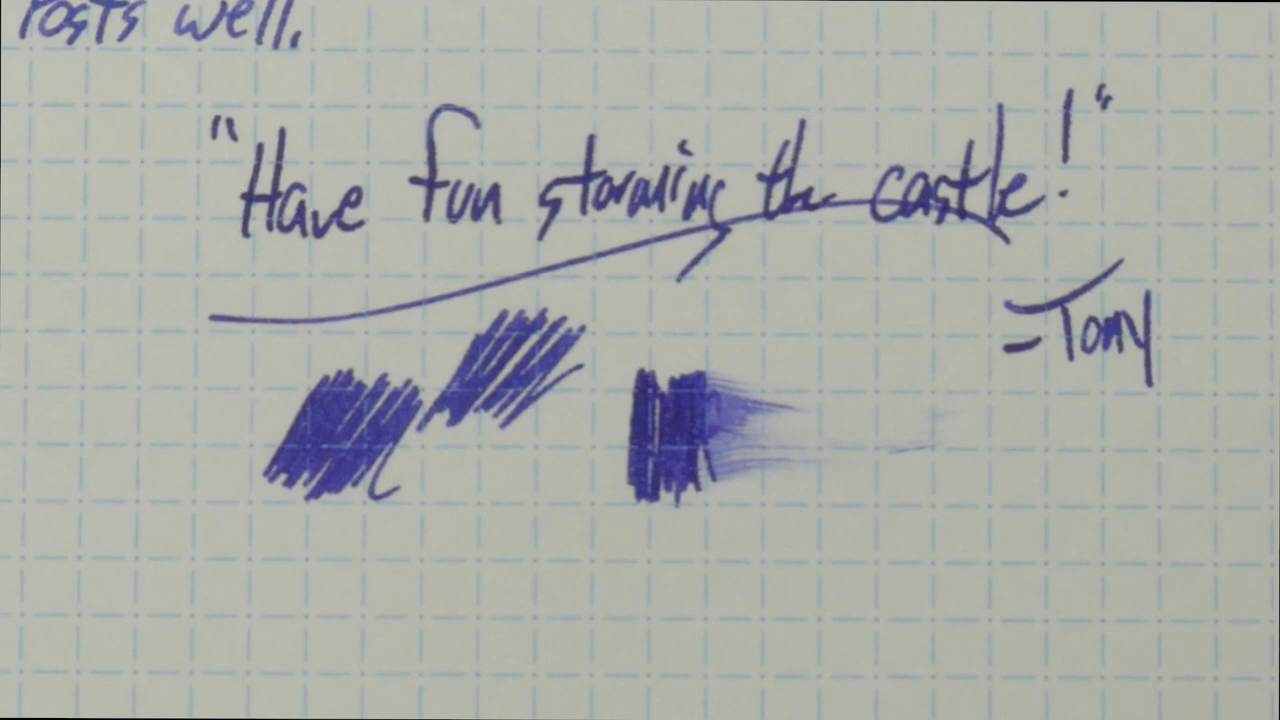 Posts well.
"Have fun storming the castle!"
=Tony